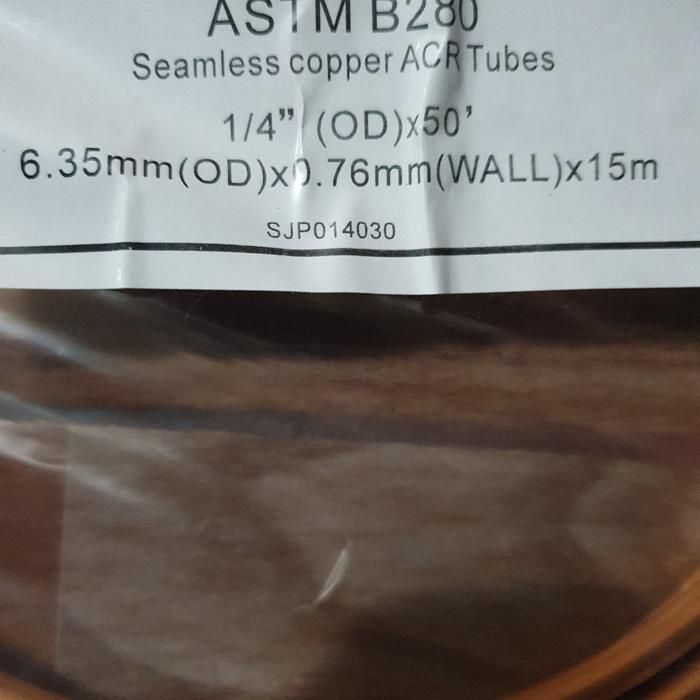 ASTM B280
Seamless copper ACR Tubes
1/4” (OD)x50’
6.35mm(OD)x0.76mm(WALL)x15m
SJP014030